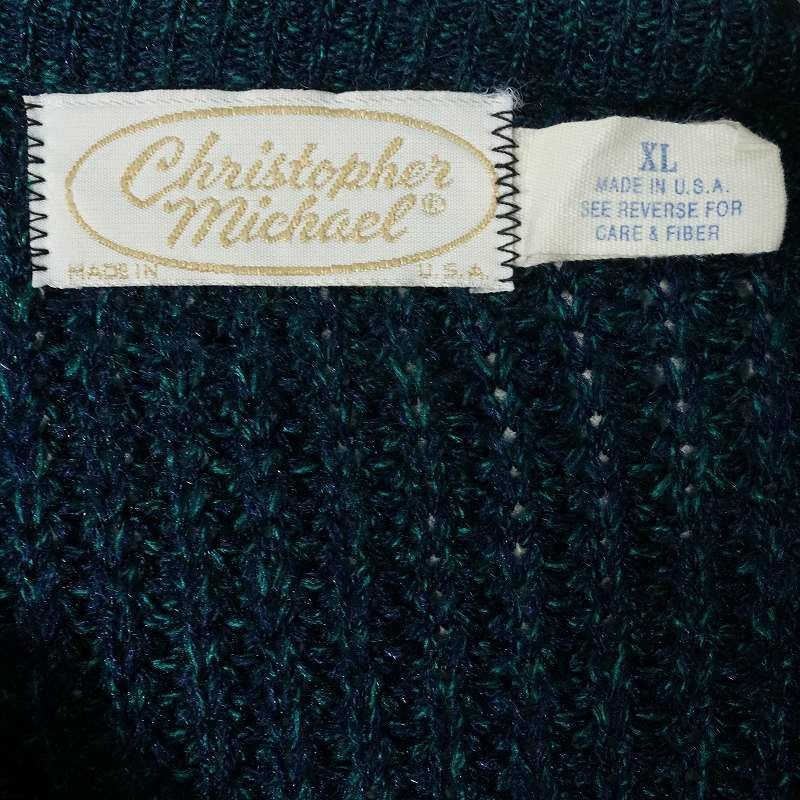 Christopher
Michael®
MADE IN U.S.A.
XL
MADE IN U.S.A.
SEE REVERSE FOR
CARE & FIBER